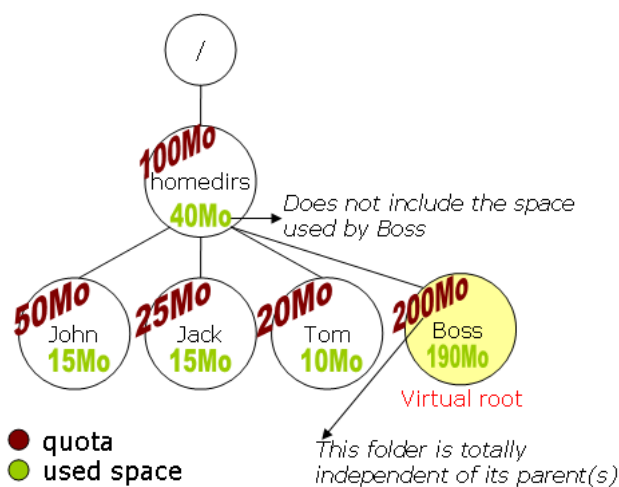 /
100Mo
homedirs
40Mo
Does not include the space
used by Boss
50Mo
John
15Mo
25Mo
Jack
15Mo
20Mo
Tom
10Mo
200Mo
Boss
190Mo
Virtual root
quota
used space
This folder is totally
independent of its parent(s)